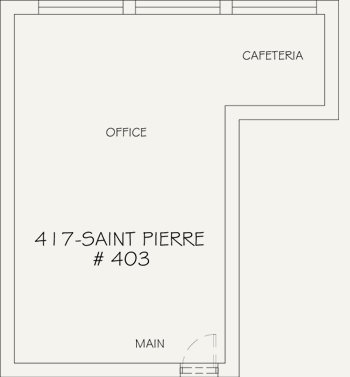 CAFETERIA
OFFICE
417-SAINT PIERRE
# 403
MAIN